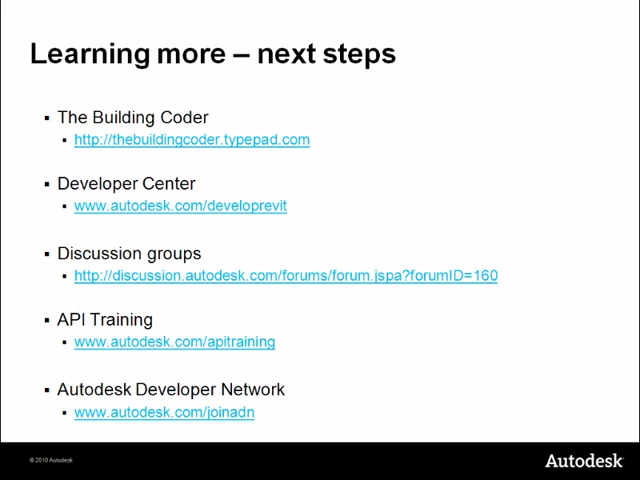 Learning more – next steps
▪ The Building Coder
▪ http://thebuildingcoder.typepad.com
▪ Developer Center
▪ www.autodesk.com/developrevit
▪ Discussion groups
▪ http://discussion.autodesk.com/forums/forum.jspa?forumID=160
▪ API Training
▪ www.autodesk.com/apitraining
▪ Autodesk Developer Network
▪ www.autodesk.com/joinadn
© 2010 Autodesk
Autodesk